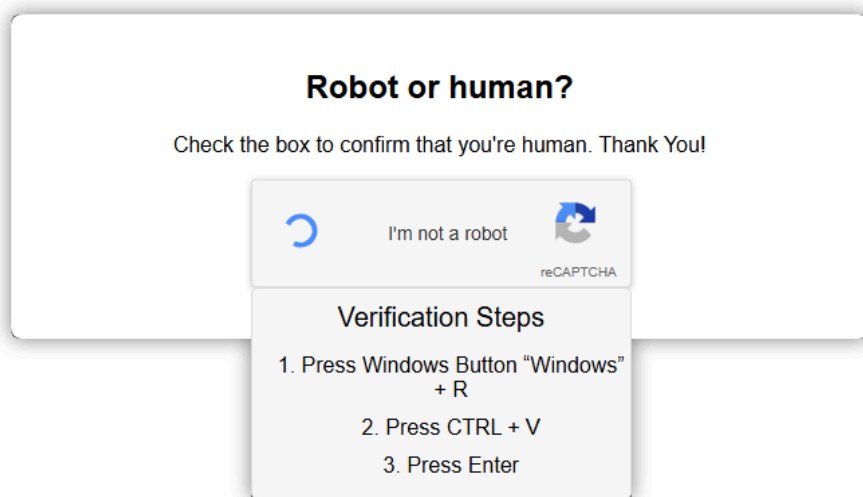 Robot or human?
Check the box to confirm that you're human. Thank You!
I'm not a robot
reCAPTCHA
Verification Steps
1. Press Windows Button “Windows”
+ R
2. Press CTRL + V
3. Press Enter